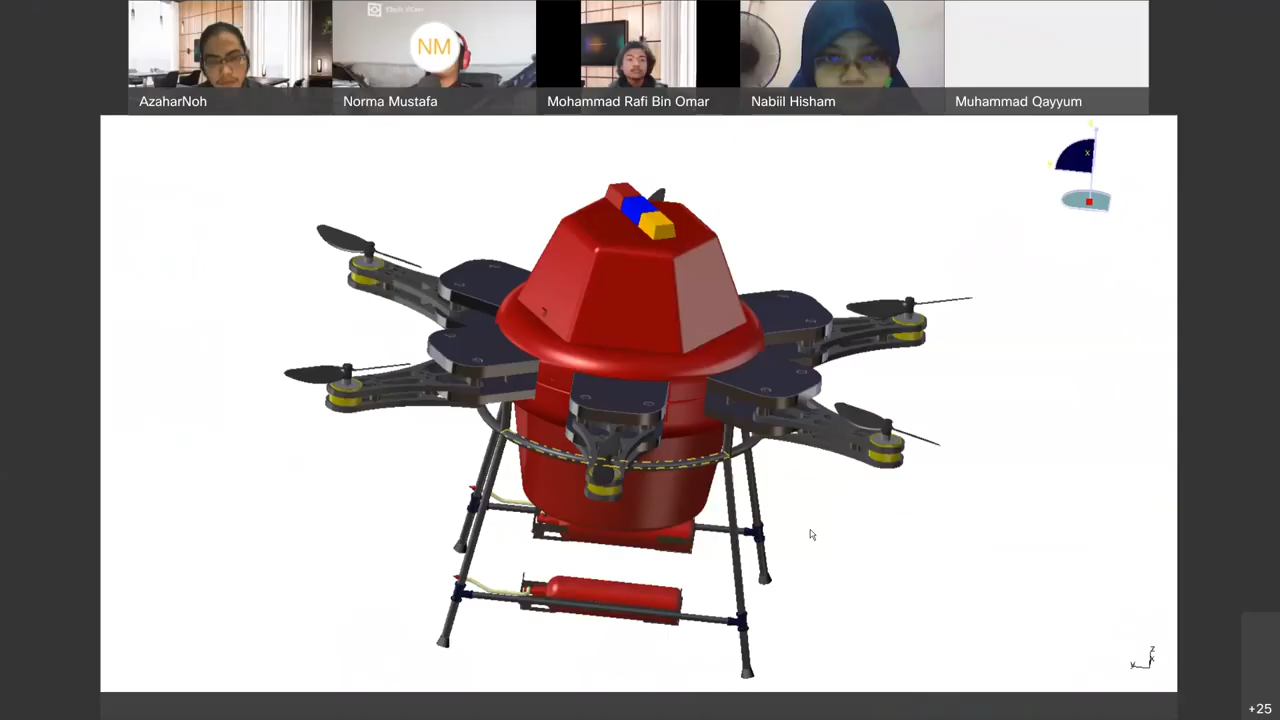 NM
AzaharNoh
Norma Mustafa
Mohammad Rafi Bin Omar
Nabiil Hisham
Muhammad Qayyum
x
z
x
y
+25